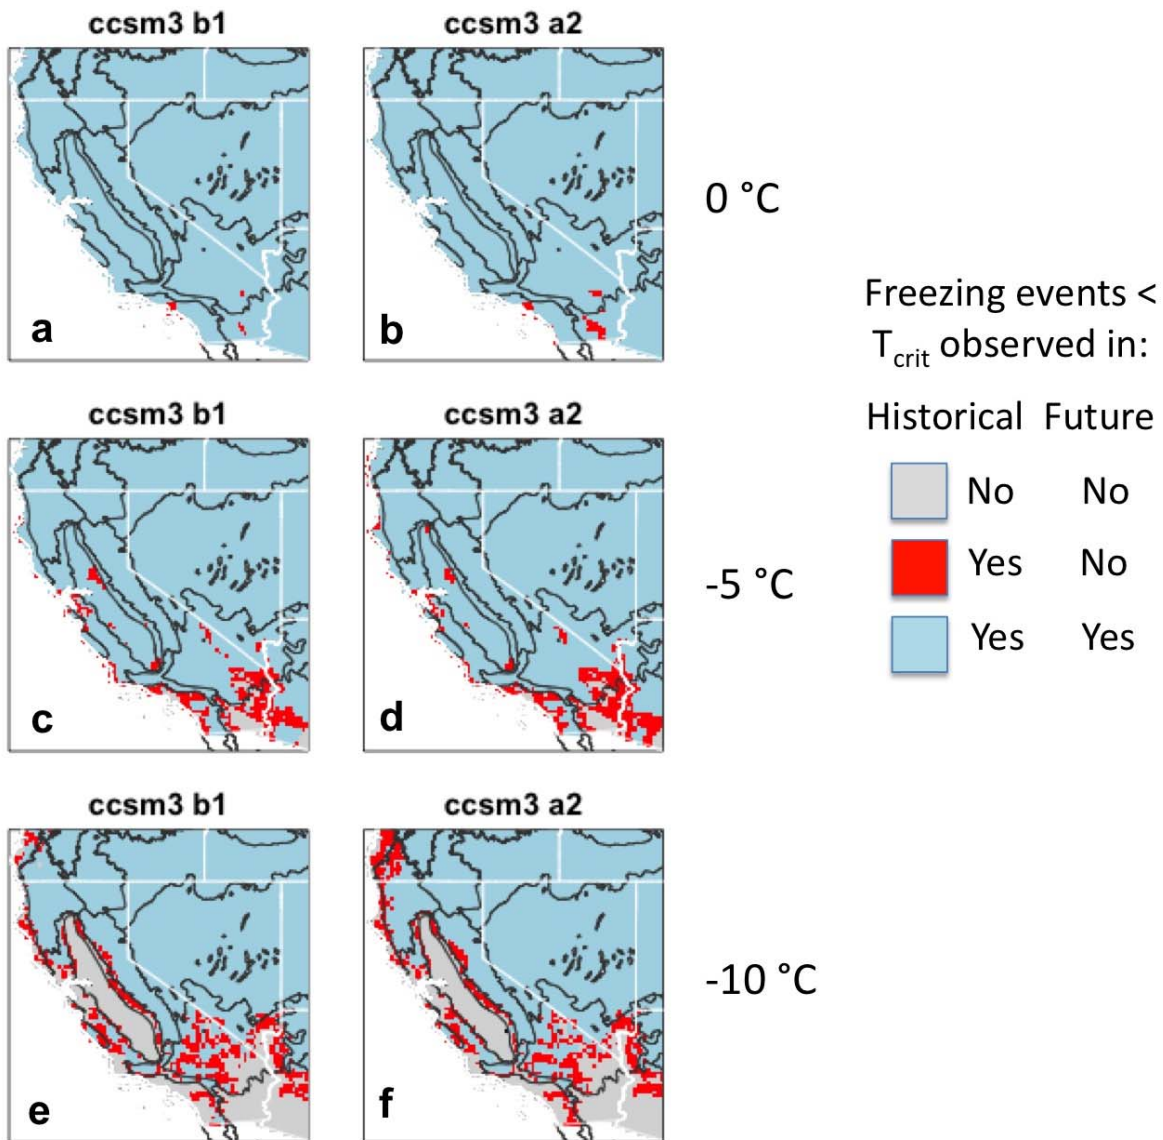 ccsm3 b1
ccsm3 a2
a
b
0 °C
ccsm3 b1
ccsm3 a2
c
d
-5 °C
ccsm3 b1
ccsm3 a2
e
f
-10 °C
Freezing events <
Tcrit observed in:
Historical Future
No No
Yes No
Yes Yes